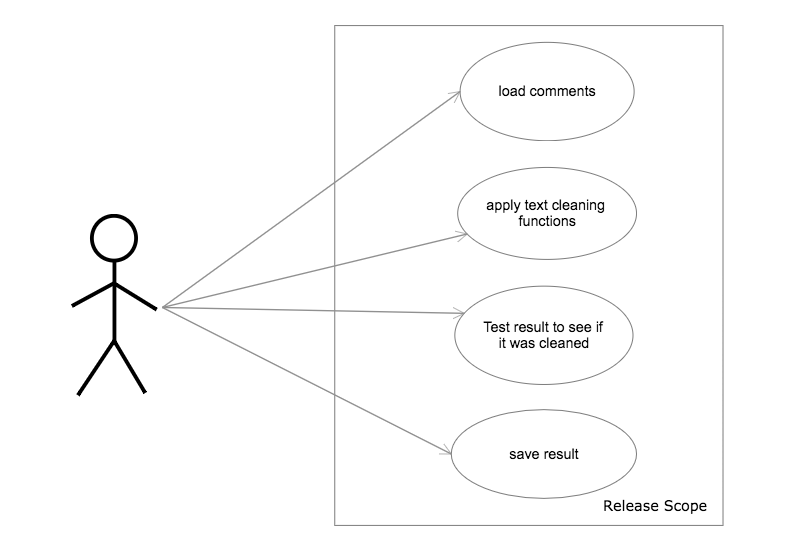 load comments
apply text cleaning
functions
Test result to see if
it was cleaned
save result
Release Scope